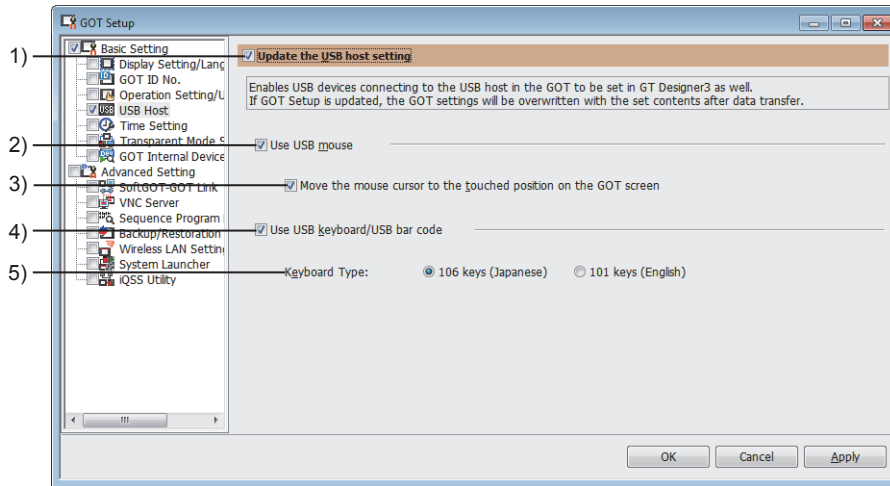 GOT Setup
Basic Setting
Display Setting/Lang
GOT ID No.
Operation Setting/U
USB Host
Time Setting
Transparent Mode S
GOT Internal Device
Advanced Setting
SoftGOT-GOT Link
VNC Server
Sequence Program
Backup/Restoration
Wireless LAN Settin
System Launcher
iQSS Utility
1)
Update the USB host setting
Enables USB devices connecting to the USB host in the GOT to be set in GT Designer3 as well.
If GOT Setup is updated, the GOT settings will be overwritten with the set contents after data transfer.
2)
Use USB mouse
3)
Move the mouse cursor to the touched position on the GOT screen
4)
Use USB keyboard/USB bar code
5)
Keyboard Type: 106 keys (Japanese) 101 keys (English)
OK Cancel Apply